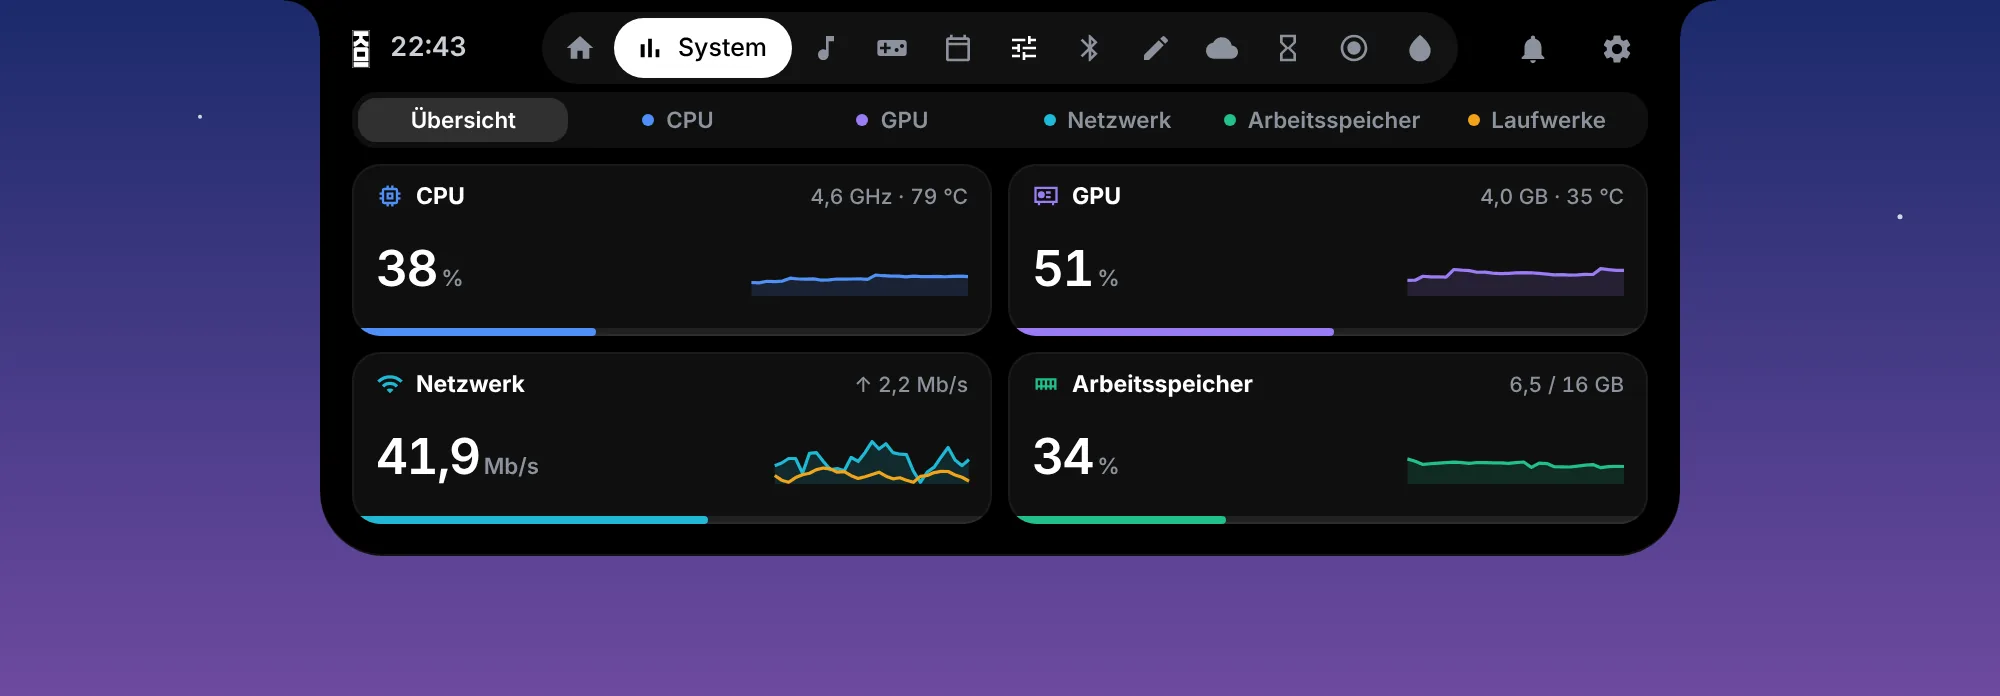 22:43
System
Übersicht
CPU
GPU
Netzwerk
Arbeitsspeicher
Laufwerke
CPU
4,6 GHz · 79 °C
38 %
GPU
4,0 GB · 35 °C
51 %
Netzwerk
↑ 2,2 Mb/s
41,9 Mb/s
Arbeitsspeicher
6,5 / 16 GB
34 %